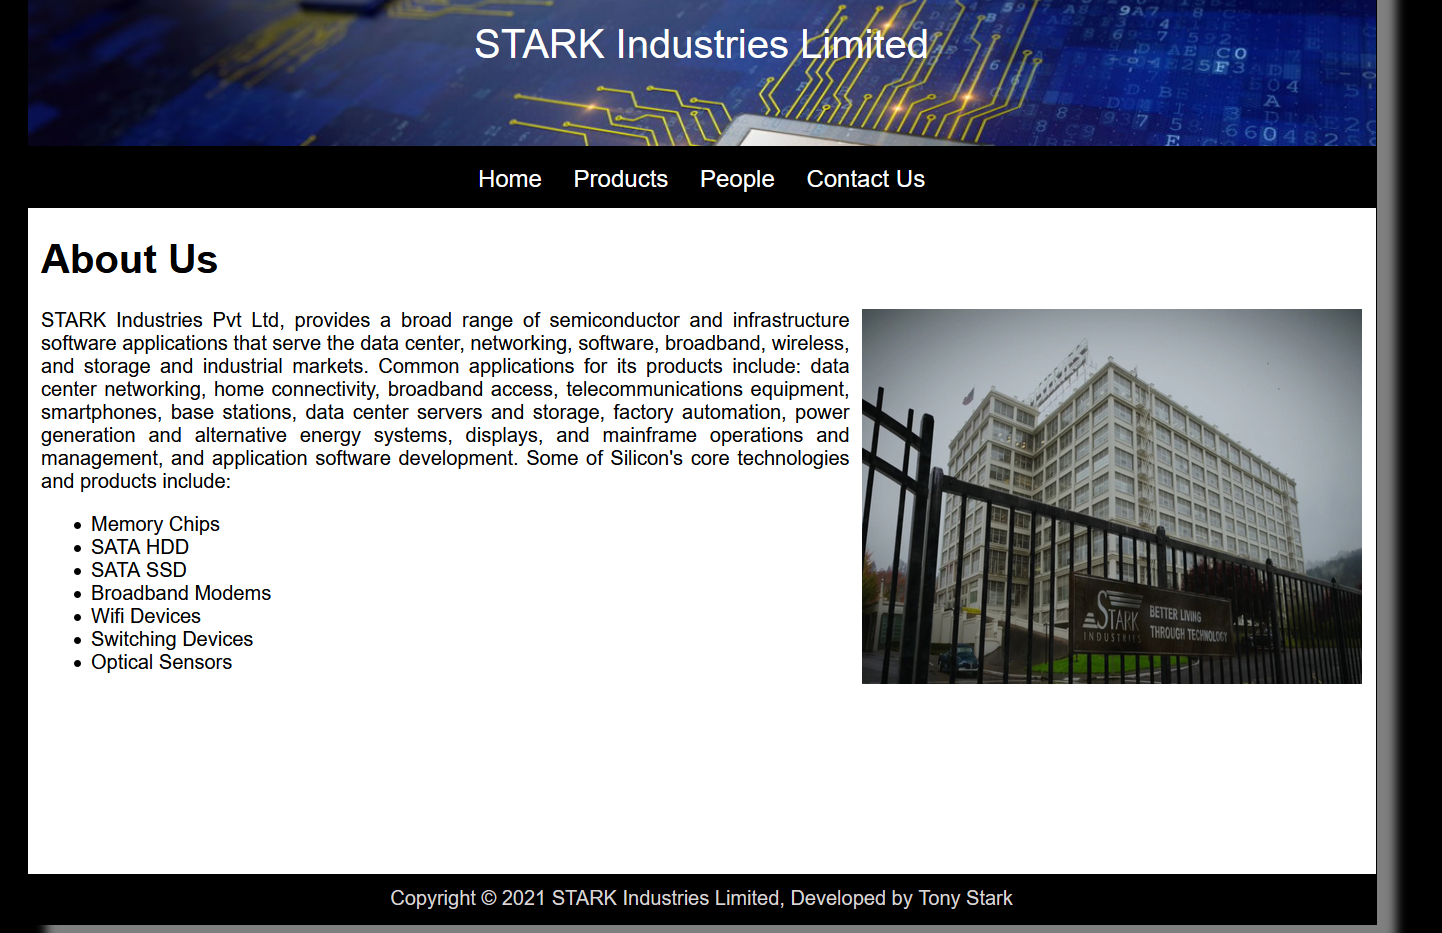 STARK Industries Limited
Home Products People Contact Us
About Us
STARK Industries Pvt Ltd, provides a broad range of semiconductor and infrastructure
software applications that serve the data center, networking, software, broadband, wireless,
and storage and industrial markets. Common applications for its products include: data
center networking, home connectivity, broadband access, telecommunications equipment,
smartphones, base stations, data center servers and storage, factory automation, power
generation and alternative energy systems, displays, and mainframe operations and
management, and application software development. Some of Silicon's core technologies
and products include:
Memory Chips
SATA HDD
SATA SSD
Broadband Modems
Wifi Devices
Switching Devices
Optical Sensors
STARK
INDUSTRIES
BETTER LIVING
THROUGH TECHNOLOGY
Copyright © 2021 STARK Industries Limited, Developed by Tony Stark